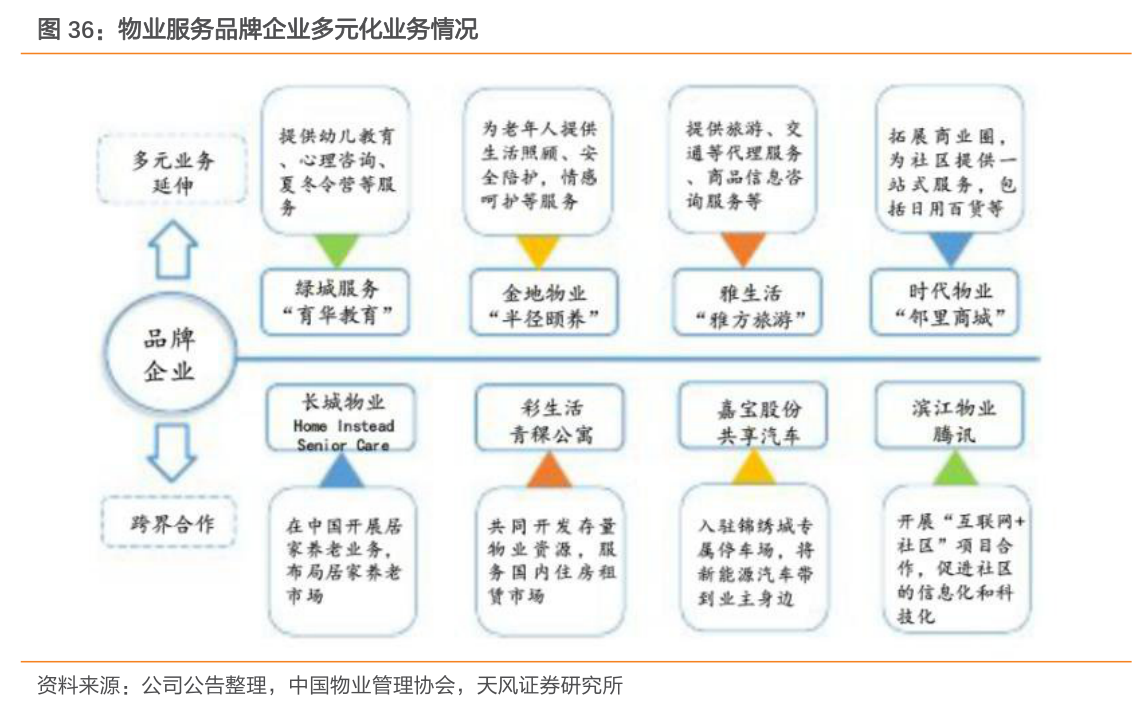 图 36：物业服务品牌企业多元化业务情况
多元业务
延伸
提供幼儿教育
、心理咨询、
夏冬令营等服
务
为老年人提供
生活照顾、安
全陪护，情感
呵护等服务
提供旅游、交
通等代理服务
、商品信息咨
询服务等
拓展商业圈，
为社区提供一
站式服务，包
括日用百货等
绿城服务
“育华教育”
金地物业
“半径颐养”
雅生活
“雅方旅游”
时代物业
“邻里商城”
品牌
企业
长城物业
Home Instead
Senior Care
彩生活
青稞公寓
嘉宝股份
共享汽车
滨江物业
腾讯
跨界合作
在中国开展居
家养老业务，
布局居家养老
市场
共同开发存量
物业资源，服
务国内住房租
赁市场
入驻锦绣城专
属停车场，将
新能源汽车带
到业主身边
开展“互联网+
社区”项目合
作，促进社区
的信息化和科
技化
资料来源：公司公告整理，中国物业管理协会，天风证券研究所